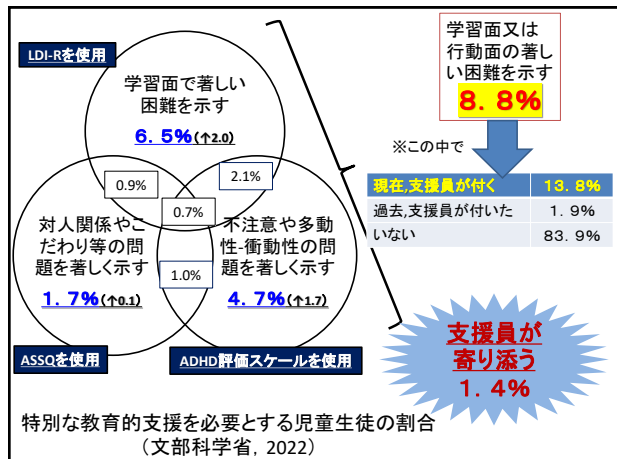 LDI-Rを使用
学習面で著しい
困難を示す
6.5%(↑2.0)
0.9%
2.1%
0.7%
対人関係やこ
だわり等の問
題を著しく示す
1.7%(↑0.1)
不注意や多動
性-衝動性の問
題を著しく示す
4.7%(↑1.7)
1.0%
ASSQを使用
ADHD評価スケールを使用
学習面又は
行動面の著し
い困難を示す
8.8%
※この中で
現在,支援員が付く 13.8%
過去,支援員が付いた 1.9%
いない 83.9%
支援員が
寄り添う
1.4%
特別な教育的支援を必要とする児童生徒の割合
(文部科学省, 2022)